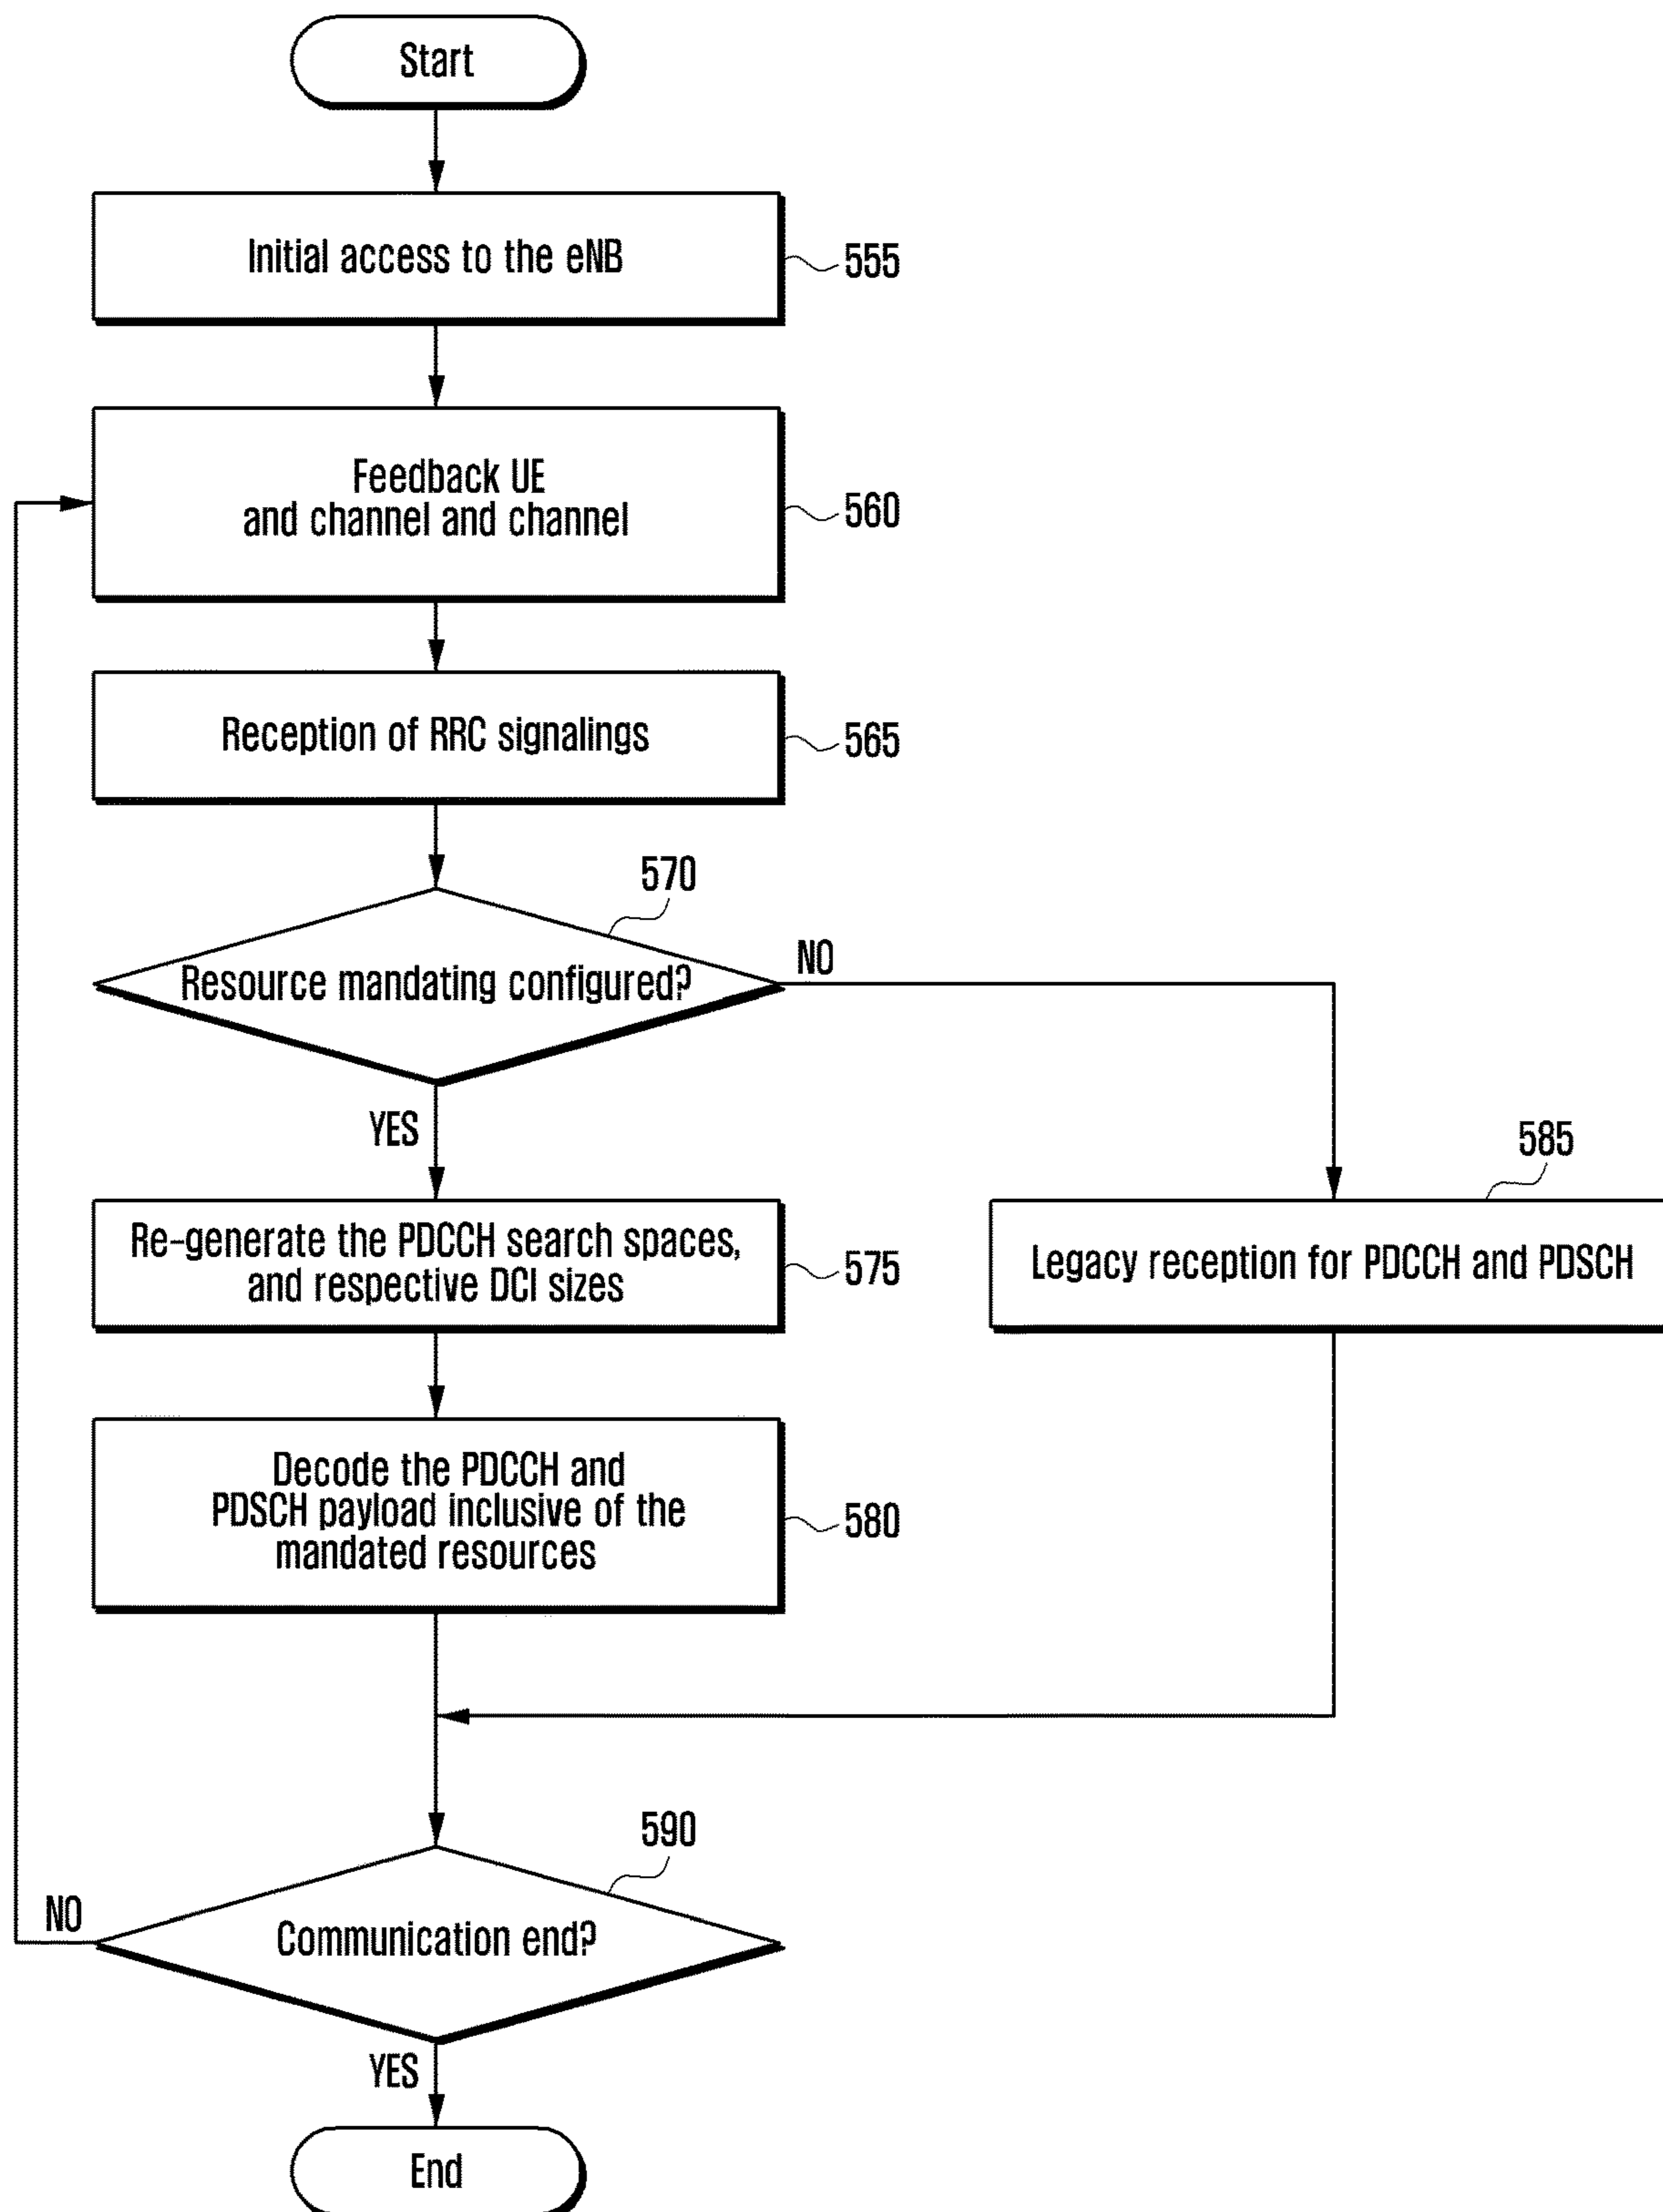 Start
Initial access to the eNB
555
Feedback UE
and channel and channel
560
Reception of RRC signalings
565
570
Resource mandating configured?
NO
YES
585
Re-generate the PDCCH search spaces,
and respective DCI sizes
575
Legacy reception for PDCCH and PDSCH
Decode the PDCCH and
PDSCH payload inclusive of the
mandated resources
580
590
NO
Communication end?
YES
End